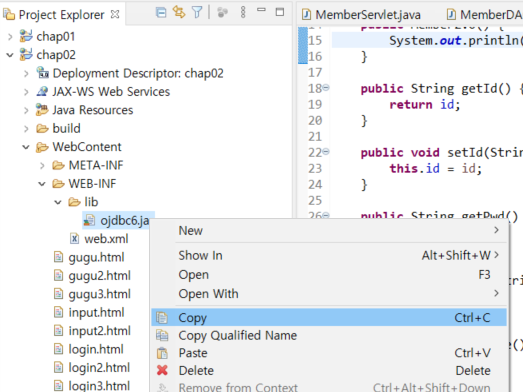 Project Explorer
MemberServlet.java
MemberDA
chap01
chap02
Deployment Descriptor: chap02
JAX-WS Web Services
Java Resources
build
WebContent
META-INF
WEB-INF
lib
ojdbc6.ja
web.xml
gugu.html
gugu2.html
gugu3.html
input.html
input2.html
login.html
login2.html
login3.html
15 System.out.println(
16 }
17
18 public String getId() {
19 return id;
20 }
21
22 public void setId(Strin
23 this.id = id;
24 }
25
26 public String getPwd()
New
Show In Alt+Shift+W
Open F3
Open With
Copy Ctrl+C
Copy Qualified Name
Paste Ctrl+V
Delete Delete
Remove from Context Ctrl+Alt+Shift+Down